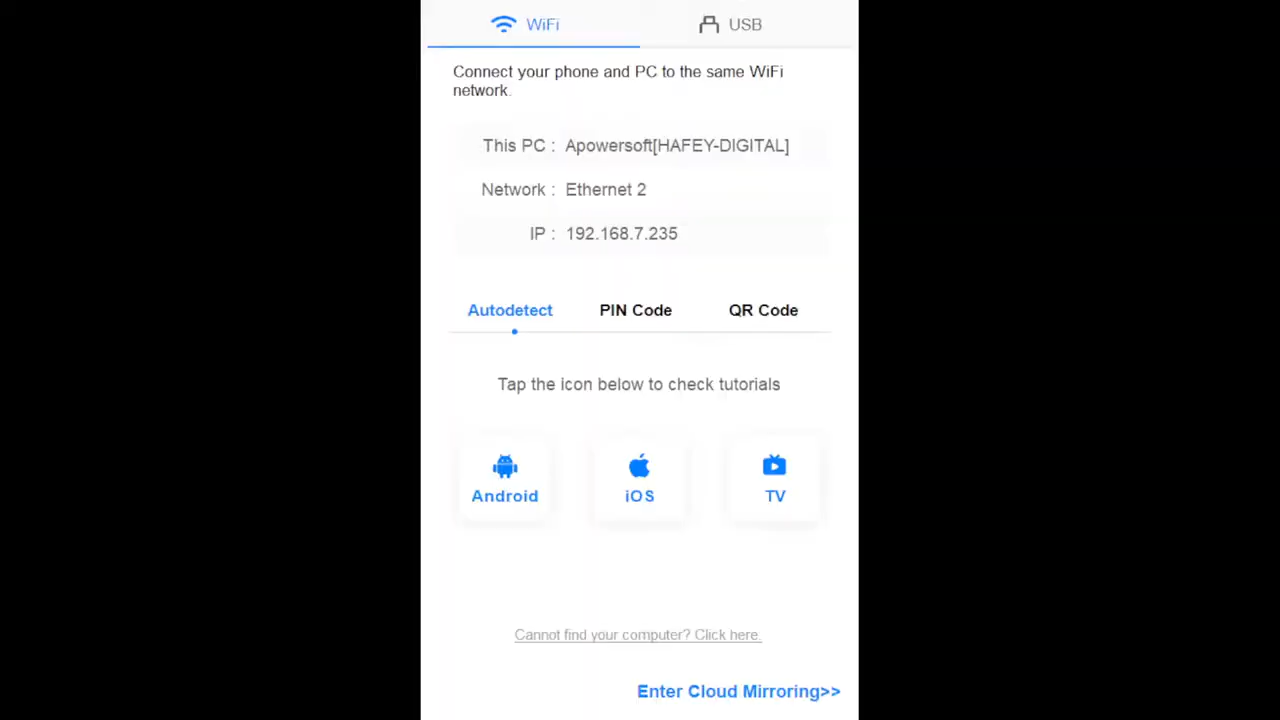 WiFi
USB
Connect your phone and PC to the same WiFi
network.
This PC : Apowersoft[HAFEY-DIGITAL]
Network : Ethernet 2
IP : 192.168.7.235
Autodetect
PIN Code
QR Code
Tap the icon below to check tutorials
Android
iOS
TV
Cannot find your computer? Click here.
Enter Cloud Mirroring>>